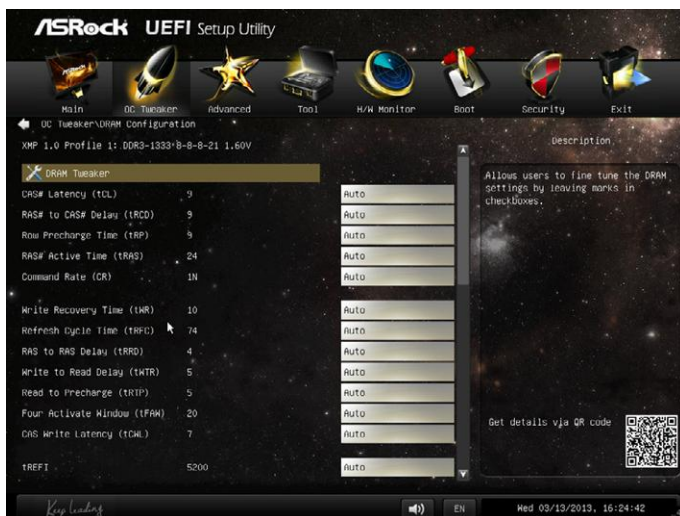 ASRock UEFI Setup Utility
Main OC Tweaker Advanced Tool H/W Monitor Boot Security Exit
OC Tweaker\DRAM Configuration
Description
XMP 1.0 Profile 1: DDR3-1333 8-8-8-21 1.60V
DRAM Tweaker
Allows users to fine tune the DRAM
settings by leaving marks in
checkboxes.
CAS# Latency (tCL) 9 Auto
RAS# to CAS# Delay (tRCD) 9 Auto
Row Precharge Time (tRP) 9 Auto
RAS# Active Time (tRAS) 24 Auto
Command Rate (CR) 1N Auto
Write Recovery Time (tWR) 10 Auto
Refresh Cycle Time (tRFC) 74 Auto
RAS to RAS Delay (tRRD) 4 Auto
Write to Read Delay (tWTR) 5 Auto
Read to Precharge (tRTP) 5 Auto
Four Activate Window (tFAW) 20 Auto
CAS Write Latency (tCWL) 7 Auto
Get details via QR code
tREFI 5200 Auto
Keep Leading
EN
Wed 03/13/2013, 16:24:42